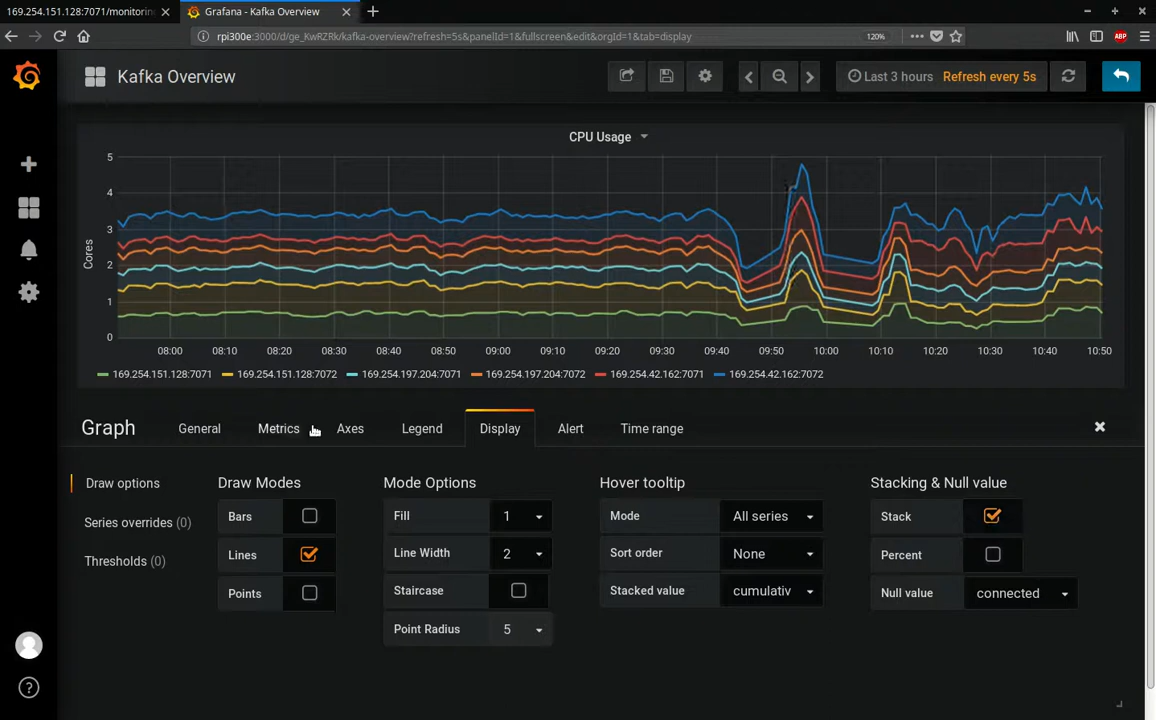 169.254.151.128:7071/monitorin
Grafana - Kafka Overview
rpi300e:3000/d/ge_KwRZRk/kafka-overview?refresh=5s&panelId=1&fullscreen&edit&orgId=1&tab=display
120%
ABP
Kafka Overview
Last 3 hours Refresh every 5s
CPU Usage
5
4
3
2
1
0
Cores
08:00 08:10 08:20 08:30 08:40 08:50 09:00 09:10 09:20 09:30 09:40 09:50 10:00 10:10 10:20 10:30 10:40 10:50
169.254.151.128:7071 169.254.151.128:7072 169.254.197.204:7071 169.254.197.204:7072 169.254.42.162:7071 169.254.42.162:7072
Graph General Metrics Axes Legend Display Alert Time range
Draw options
Series overrides (0)
Thresholds (0)
Draw Modes
Bars
Lines
Points
Mode Options
Fill 1
Line Width 2
Staircase
Point Radius 5
Hover tooltip
Mode All series
Sort order None
Stacked value cumulativ
Stacking & Null value
Stack
Percent
Null value connected